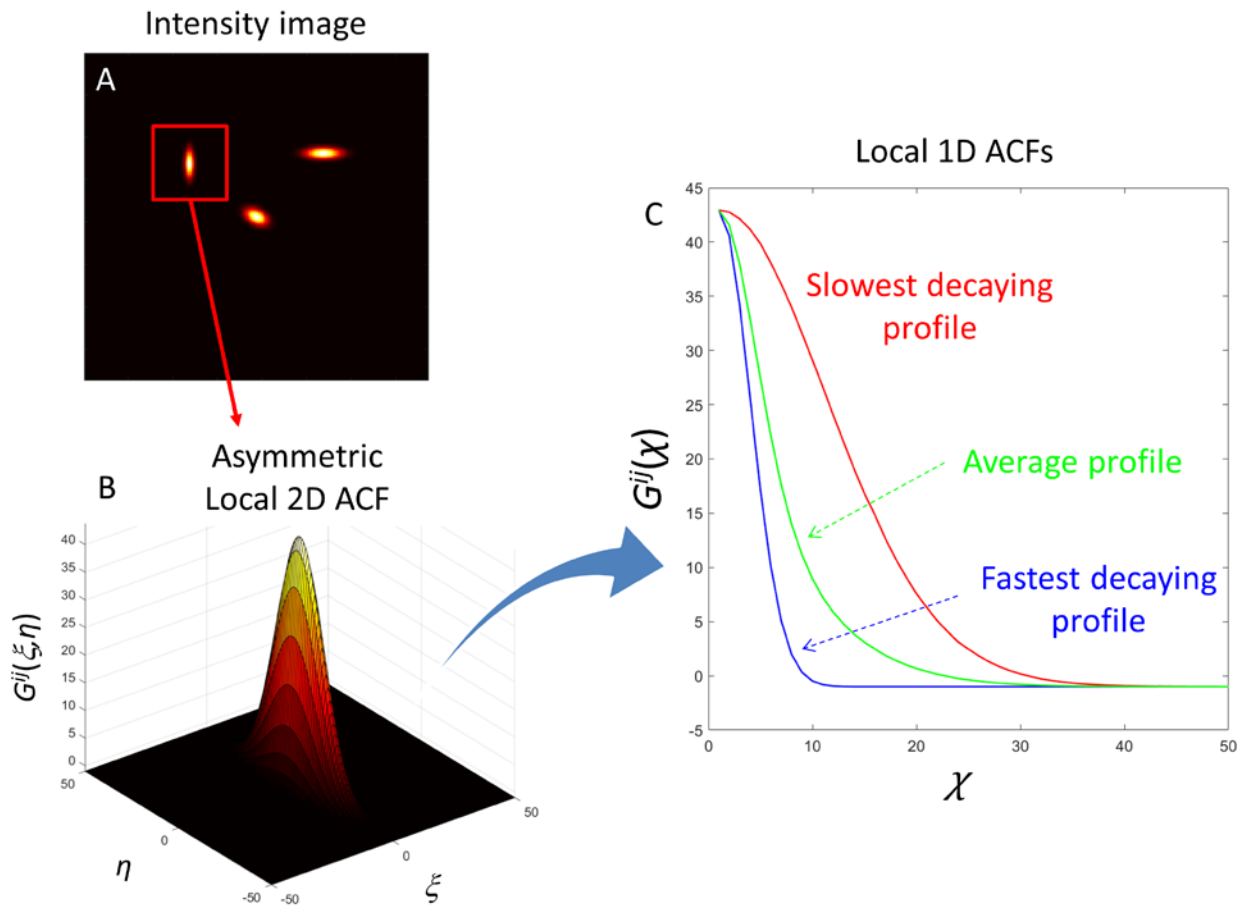 Intensity image
A
Asymmetric
Local 2D ACF
B
G^{ij}(ξ,η)
40
35
30
25
20
15
10
5
0
50
0
-50
η
-50
0
50
ξ
Local 1D ACFs
C
G^{ij}(χ)
45
40
35
30
25
20
15
10
5
0
-5
0
10
20
30
40
50
χ
Slowest decaying
profile
Average profile
Fastest decaying
profile